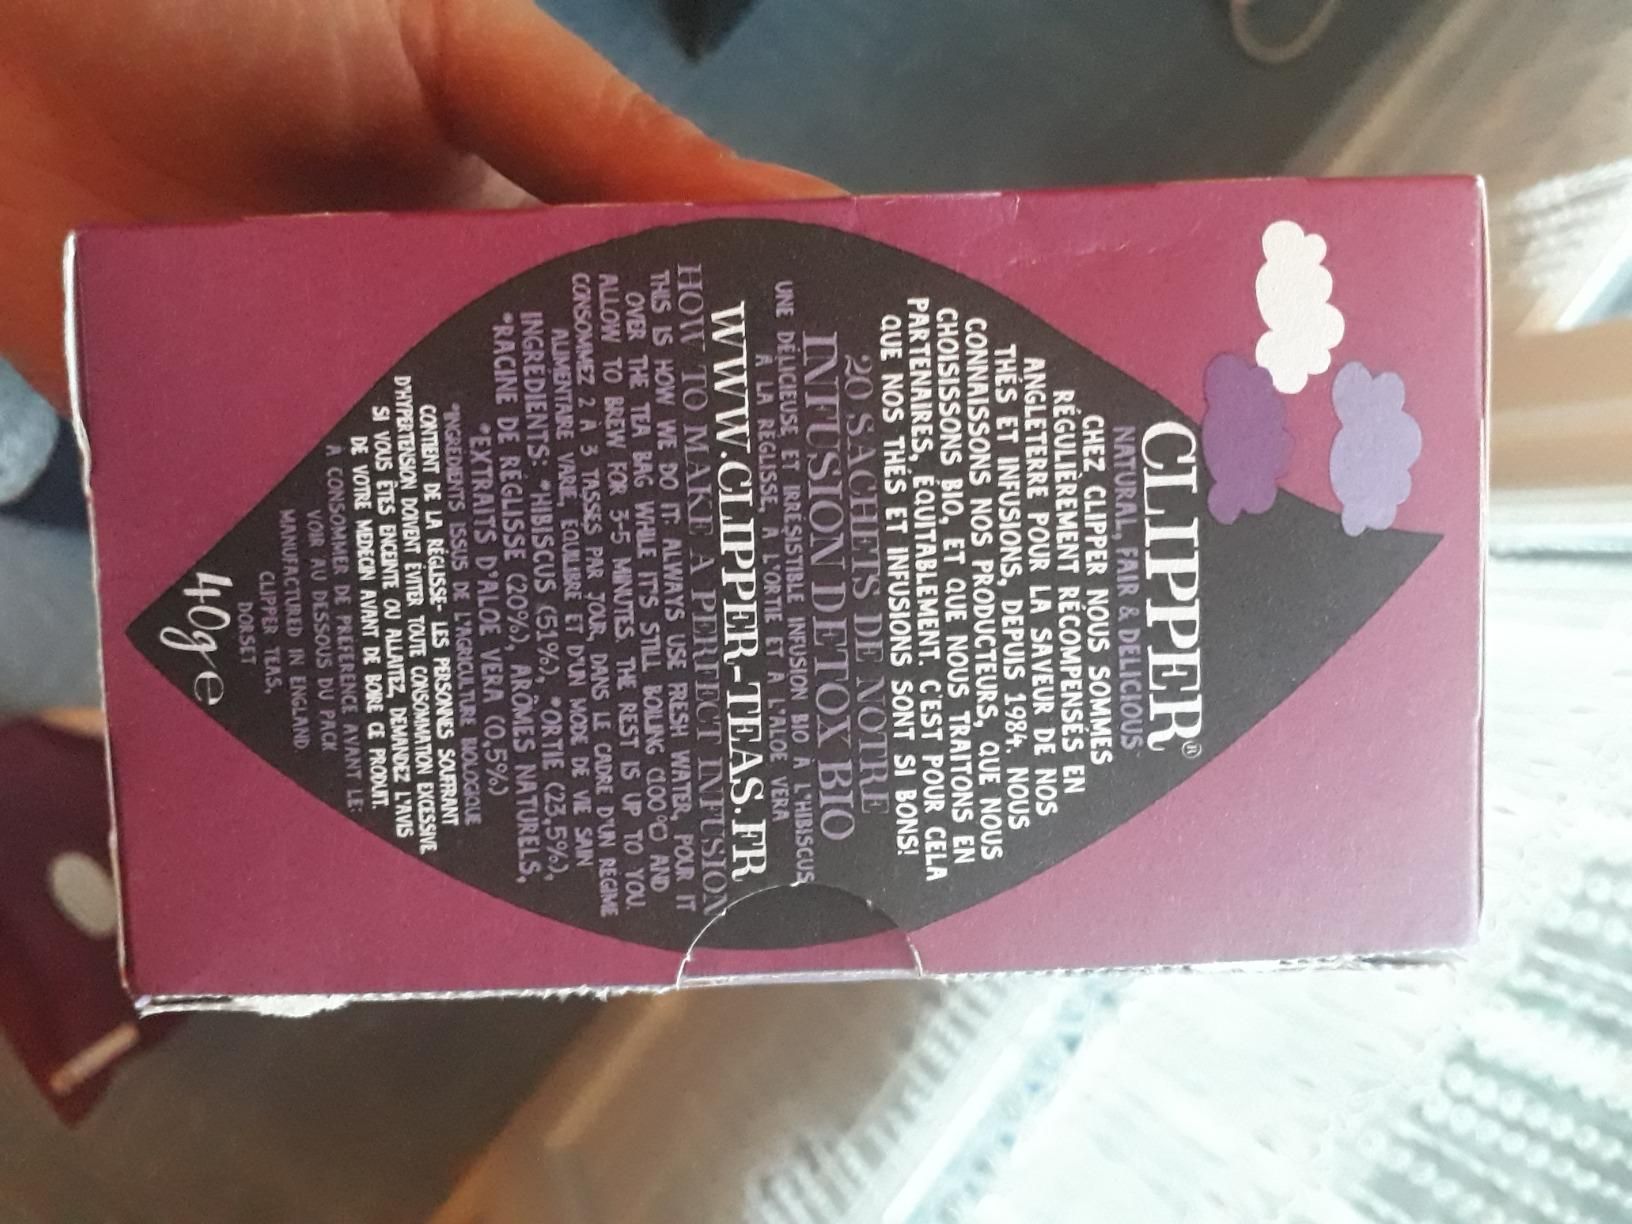 CLIPPER®
NATURAL, FAIR & DELICIOUS
CHEZ CLIPPER NOUS SOMMES
RÉGULIÈREMENT RÉCOMPENSÉS EN
ANGLETERRE POUR LA SAVEUR DE NOS
THÉS ET INFUSIONS, DEPUIS 1984. NOUS
CONNAISSONS NOS PRODUCTEURS, QUE NOUS
CHOISISSONS BIO, ET QUE NOUS TRAITONS EN
PARTENAIRES, ÉQUITABLEMENT. C'EST POUR CELA
QUE NOS THÉS ET INFUSIONS SONT SI BONS!
20 SACHETS DE NOTRE
INFUSION DETOX BIO
UNE DÉLICIEUSE ET IRRÉSISTIBLE INFUSION BIO À L'HIBISCUS,
À LA RÉGLISSE, À L'ORTIE ET À L'ALOE VERA
WWW.CLIPPER-TEAS.FR
HOW TO MAKE A PERFECT INFUSION
THIS IS HOW WE DO IT: ALWAYS USE FRESH WATER, POUR IT
OVER THE TEA BAG WHILE IT'S STILL BOILING (100°C) AND
ALLOW TO BREW FOR 3-5 MINUTES. THE REST IS UP TO YOU.
CONSOMMEZ 2 À 3 TASSES PAR JOUR, DANS LE CADRE D'UN RÉGIME
ALIMENTAIRE VARIÉ, ÉQUILIBRÉ ET D'UN MODE DE VIE SAIN
INGRÉDIENTS: *HIBISCUS (51%), *ORTIE (23,5%),
*RACINE DE RÉGLISSE (20%), ARÔMES NATURELS,
*EXTRAITS D'ALOE VERA (0,5%)
*INGRÉDIENTS ISSUS DE L'AGRICULTURE BIOLOGIQUE
CONTIENT DE LA RÉGLISSE- LES PERSONNES SOUFFRANT
D'HYPERTENSION DOIVENT ÉVITER TOUTE CONSOMMATION EXCESSIVE
SI VOUS ÊTES ENCEINTE OU ALLAITEZ, DEMANDEZ L'AVIS
DE VOTRE MEDECIN AVANT DE BOIRE CE PRODUIT.
À CONSOMMER DE PRÉFÉRENCE AVANT LE:
VOIR AU DESSOUS DU PACK
MANUFACTURED IN ENGLAND.
CLIPPER TEAS,
DORSET
40g e